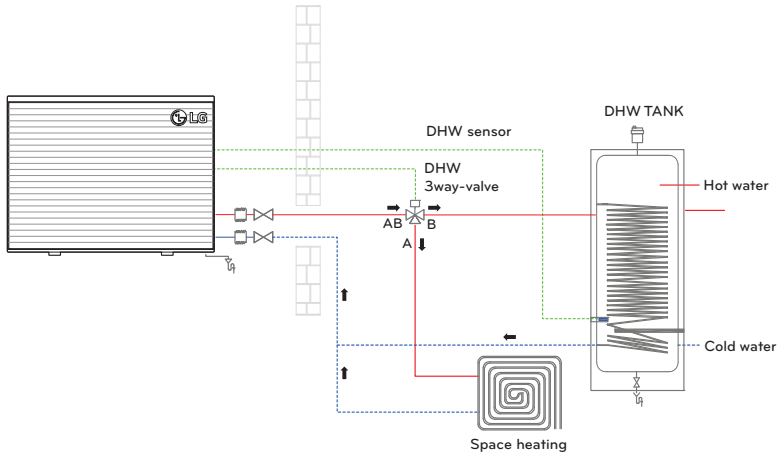 LG
DHW TANK
DHW sensor
DHW
3way-valve
Hot water
AB
B
A
Cold water
Space heating